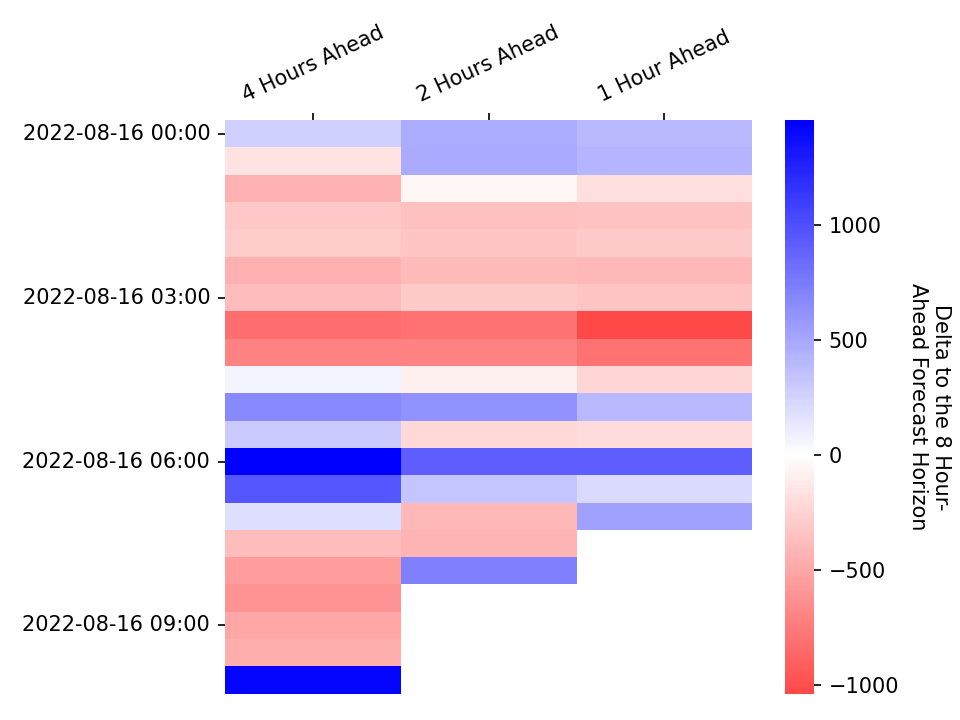 4 Hours Ahead
2 Hours Ahead
1 Hour Ahead
2022-08-16 00:00
2022-08-16 03:00
2022-08-16 06:00
2022-08-16 09:00
1000
500
0
−500
−1000
Delta to the 8 Hour-
Ahead Forecast Horizon